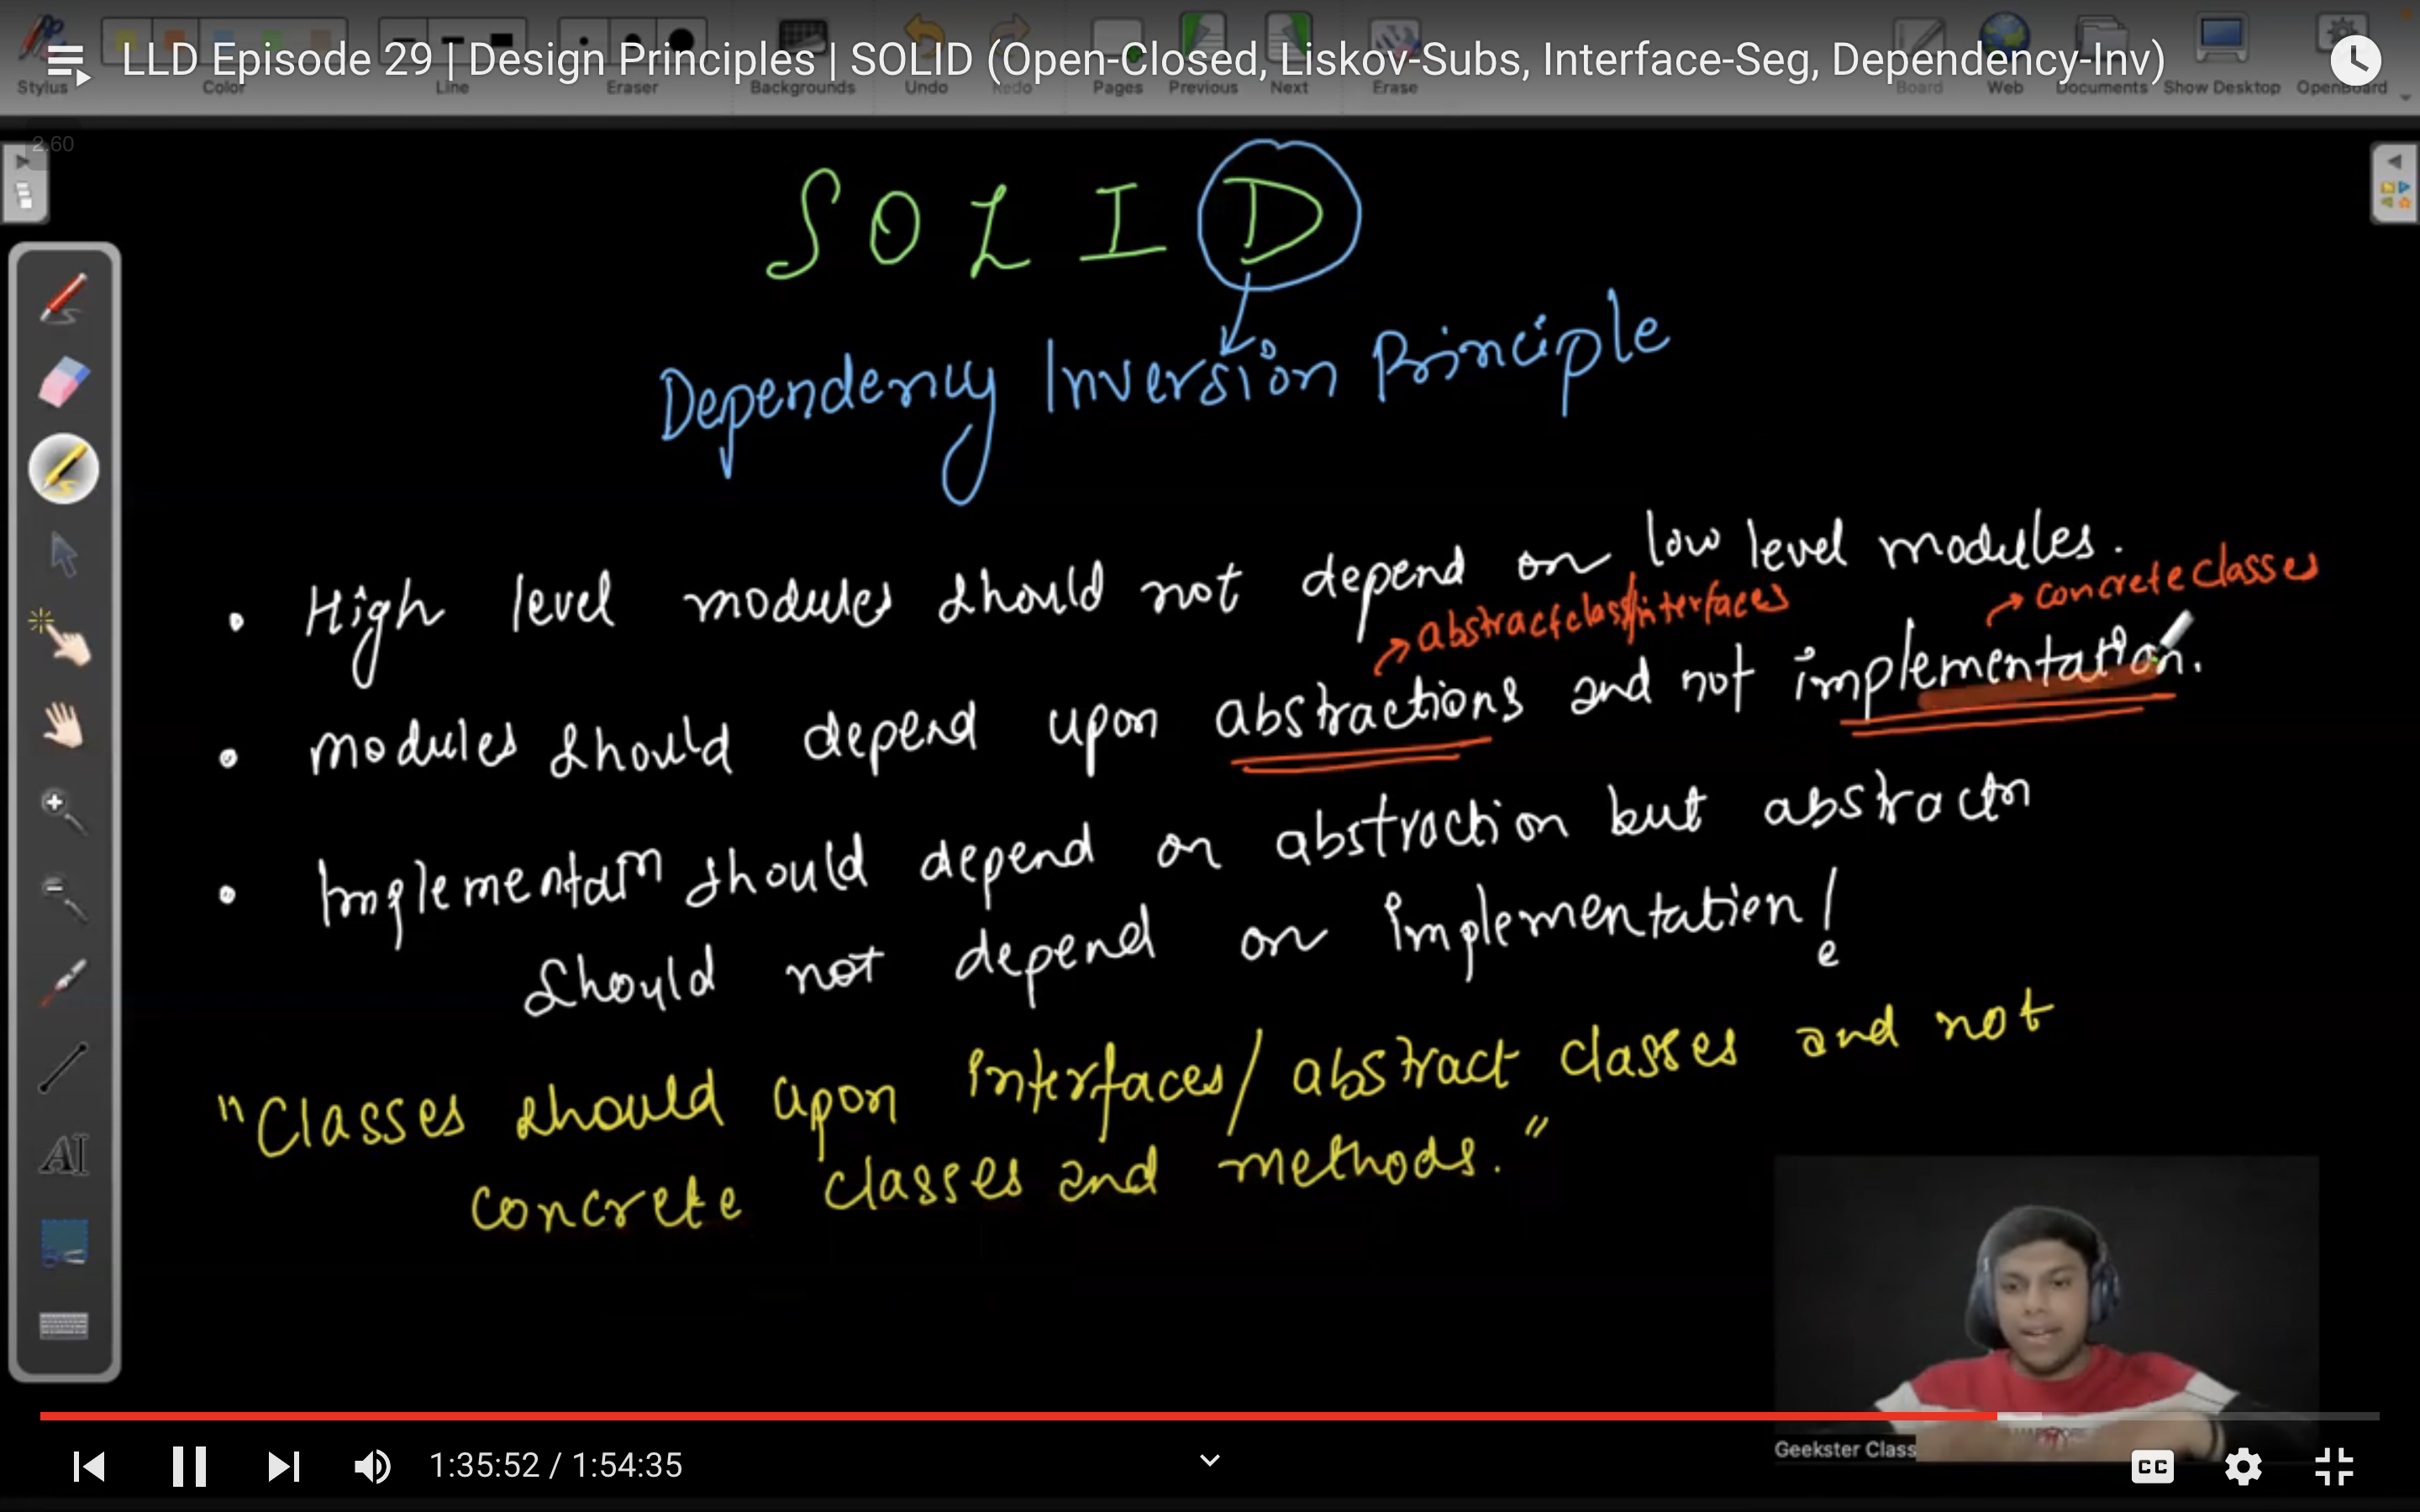 LLD Episode 29 | Design Principles | SOLID (Open-Closed, Liskov-Subs, Interface-Seg, Dependency-Inv)
Stylus Color Line Eraser Backgrounds Undo Redo Pages Previous Next Erase Board Web Documents Show Desktop OpenBoard
2.60
S O L I D
Dependency Inversion Principle
• High level modules should not depend on low level modules.
→ abstract class/interfaces → concrete classes
• modules should depend upon abstractions and not implementation.
• Implementatn should depend on abstraction but abstractn
should not depend on implementation!
"Classes should upon interfaces/ abstract classes and not
concrete classes and methods."
AI
Geekster Class
1:35:52 / 1:54:35
CC